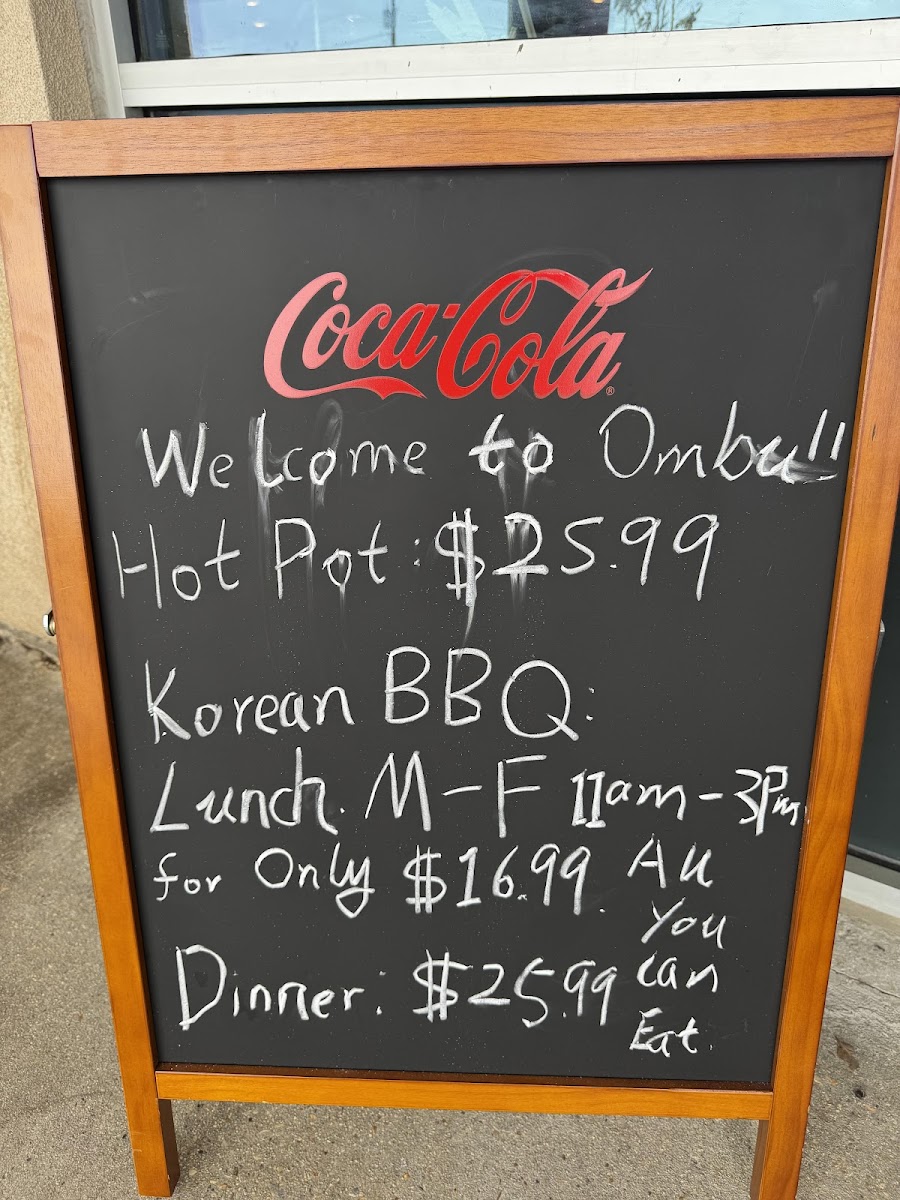 Coca-Cola®
Welcome to Ombu!!
Hot Pot: $25.99
Korean BBQ:
Lunch. M-F 11am-3Pm
for Only $16.99.
Dinner: $25.99
All
You
Can
Eat.